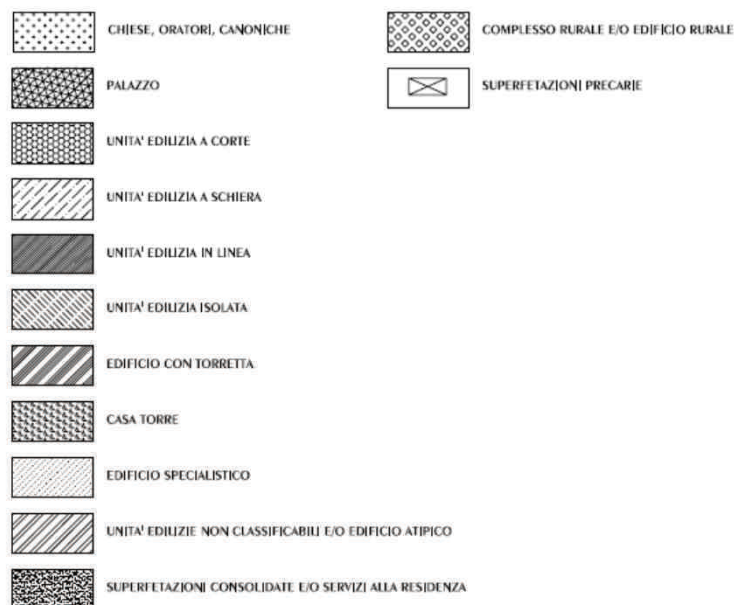 CHIESE, ORATORI, CANONICHE
PALAZZO
UNITA' EDILIZIA A CORTE
UNITA' EDILIZIA A SCHIERA
UNITA' EDILIZIA IN LINEA
UNITA' EDILIZIA ISOLATA
EDIFICIO CON TORRETTA
CASA TORRE
EDIFICIO SPECIALISTICO
UNITA' EDILIZIE NON CLASSIFICABILI E/O EDIFICIO ATIPICO
SUPERFETAZIONI CONSOLIDATE E/O SERVIZI ALLA RESIDENZA
COMPLESSO RURALE E/O EDIFICIO RURALE
SUPERFETAZIONI PRECARIE